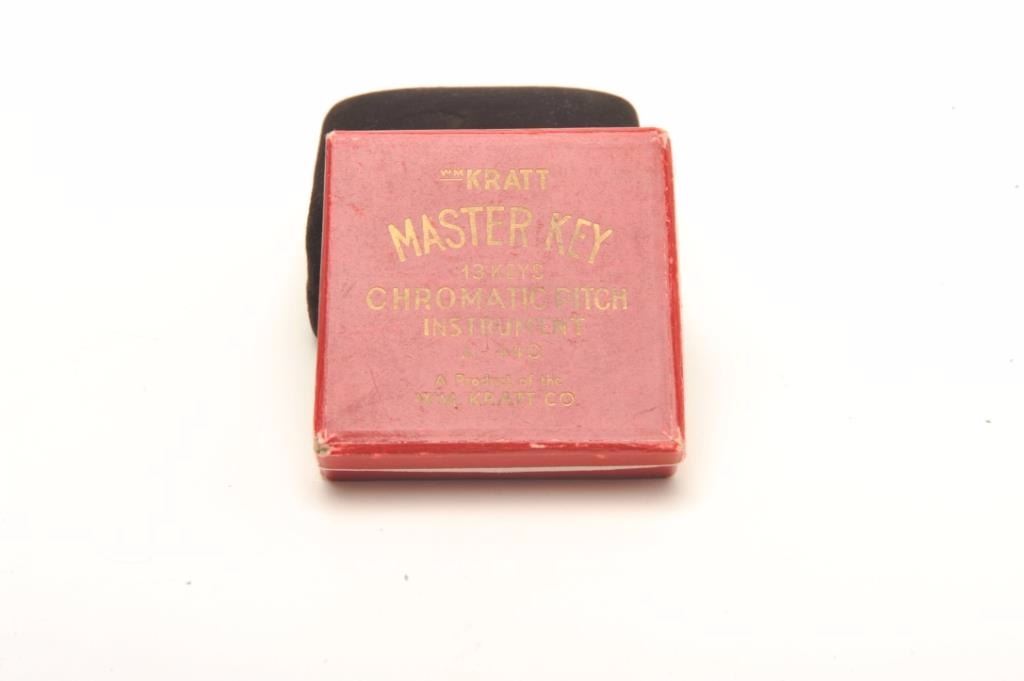 WM KRATT
MASTER KEY
13 KEYS
CHROMATIC PITCH
INSTRUMENT
A-440
A Product of the
WM. KRATT CO.